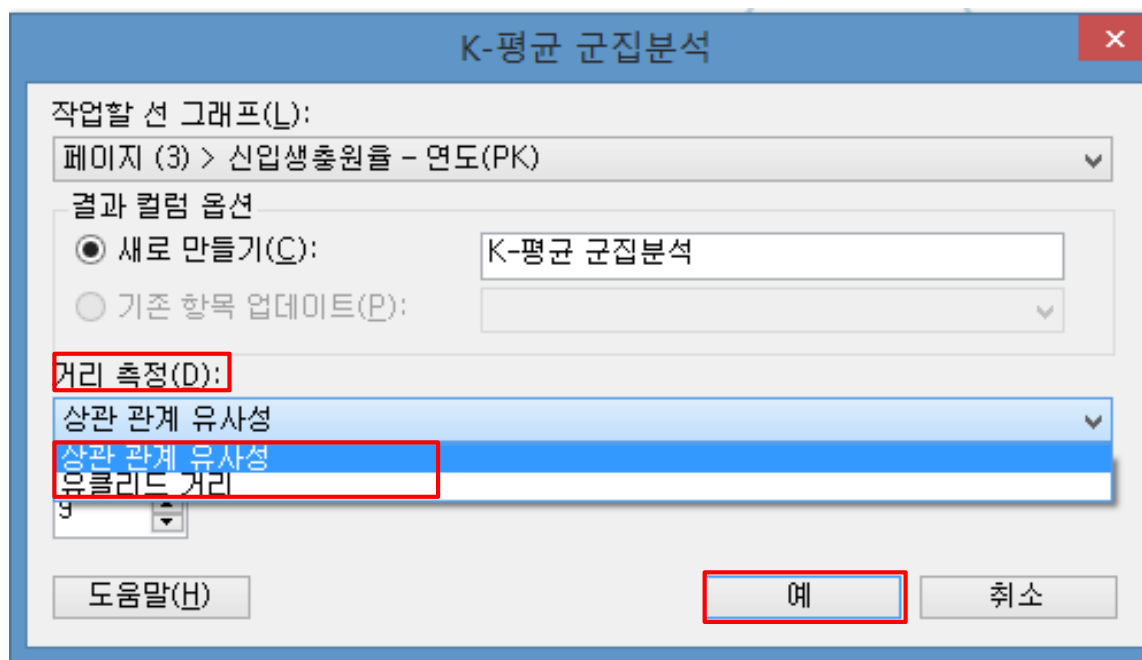 K-평균 군집분석
작업할 선 그래프(L):
페이지 (3) > 신입생충원율 – 연도(PK)
결과 컬럼 옵션
새로 만들기(C):
K-평균 군집분석
기존 항목 업데이트(P):
거리 측정(D):
상관 관계 유사성
상관 관계 유사성
유클리드 거리
9
도움말(H)
예
취소